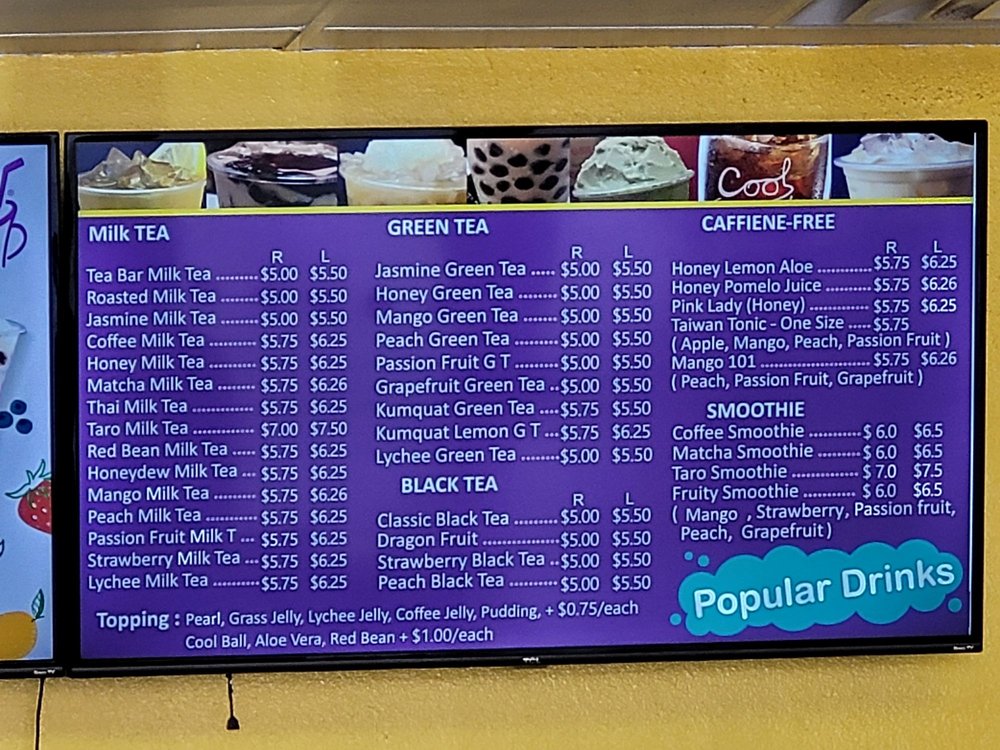 Cool
Milk TEA
R L
Tea Bar Milk Tea ......... $5.00 $5.50
Roasted Milk Tea ........ $5.00 $5.50
Jasmine Milk Tea ........ $5.00 $5.50
Coffee Milk Tea ........... $5.75 $6.25
Honey Milk Tea ........... $5.75 $6.25
Matcha Milk Tea ......... $5.75 $6.26
Thai Milk Tea .............. $5.75 $6.25
Taro Milk Tea .............. $7.00 $7.50
Red Bean Milk Tea ...... $5.75 $6.25
Honeydew Milk Tea ... $5.75 $6.25
Mango Milk Tea .......... $5.75 $6.26
Peach Milk Tea ............ $5.75 $6.25
Passion Fruit Milk T ... $5.75 $6.25
Strawberry Milk Tea ... $5.75 $6.25
Lychee Milk Tea .......... $5.75 $6.25
GREEN TEA
R L
Jasmine Green Tea ..... $5.00 $5.50
Honey Green Tea ........ $5.00 $5.50
Mango Green Tea ....... $5.00 $5.50
Peach Green Tea ......... $5.00 $5.50
Passion Fruit G T ......... $5.00 $5.50
Grapefruit Green Tea .. $5.00 $5.50
Kumquat Green Tea .... $5.75 $5.50
Kumquat Lemon G T ... $5.75 $6.25
Lychee Green Tea ........ $5.00 $5.50
BLACK TEA
R L
Classic Black Tea ......... $5.00 $5.50
Dragon Fruit ............... $5.00 $5.50
Strawberry Black Tea .. $5.00 $5.50
Peach Black Tea .......... $5.00 $5.50
CAFFIENE-FREE
R L
Honey Lemon Aloe ............ $5.75 $6.25
Honey Pomelo Juice .......... $5.75 $6.26
Pink Lady (Honey) ............. $5.75 $6.25
Taiwan Tonic - One Size ..... $5.75
( Apple, Mango, Peach, Passion Fruit )
Mango 101 ........................ $5.75 $6.26
( Peach, Passion Fruit, Grapefruit )
SMOOTHIE
Coffee Smoothie ........... $ 6.0 $6.5
Matcha Smoothie .......... $ 6.0 $6.5
Taro Smoothie .............. $ 7.0 $7.5
Fruity Smoothie ............ $ 6.0 $6.5
( Mango , Strawberry, Passion fruit,
Peach, Grapefruit )
Popular Drinks
Topping : Pearl, Grass Jelly, Lychee Jelly, Coffee Jelly, Pudding, + $0.75/each
Cool Ball, Aloe Vera, Red Bean + $1.00/each
TCL